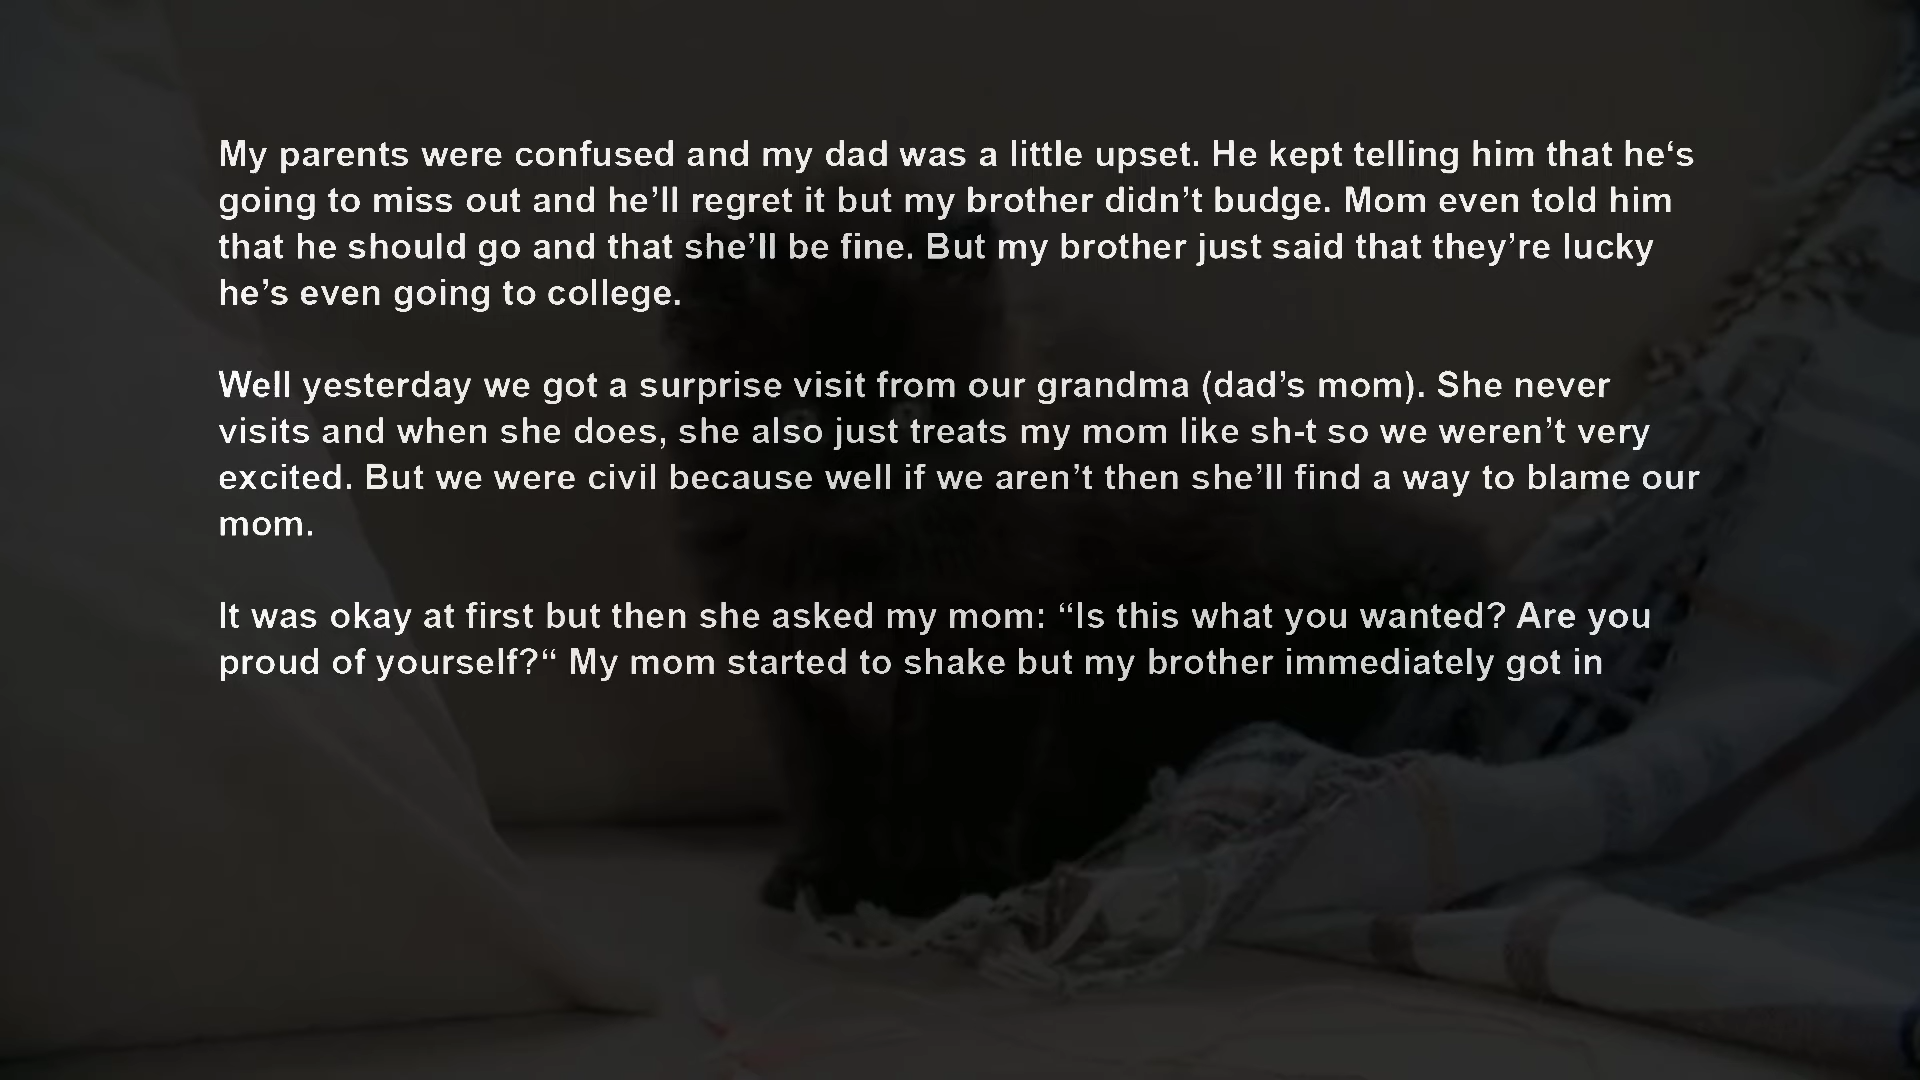 My parents were confused and my dad was a little upset. He kept telling him that he‘s
going to miss out and he’ll regret it but my brother didn’t budge. Mom even told him
that he should go and that she’ll be fine. But my brother just said that they’re lucky
he’s even going to college.
Well yesterday we got a surprise visit from our grandma (dad’s mom). She never
visits and when she does, she also just treats my mom like sh-t so we weren’t very
excited. But we were civil because well if we aren’t then she’ll find a way to blame our
mom.
It was okay at first but then she asked my mom: “Is this what you wanted? Are you
proud of yourself?“ My mom started to shake but my brother immediately got in